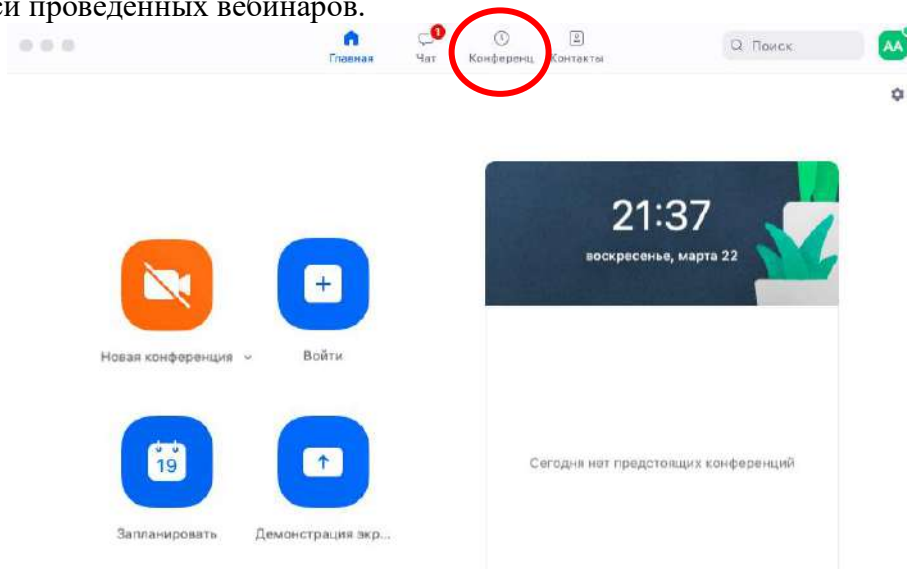 ей проведенных вебинаров.
Главная
Чат
1
Конференц
Контакты
Поиск
AA
21:37
воскресенье, марта 22
Новая конференция
Войти
19
Запланировать
Демонстрация экр...
Сегодня нет предстоящих конференций